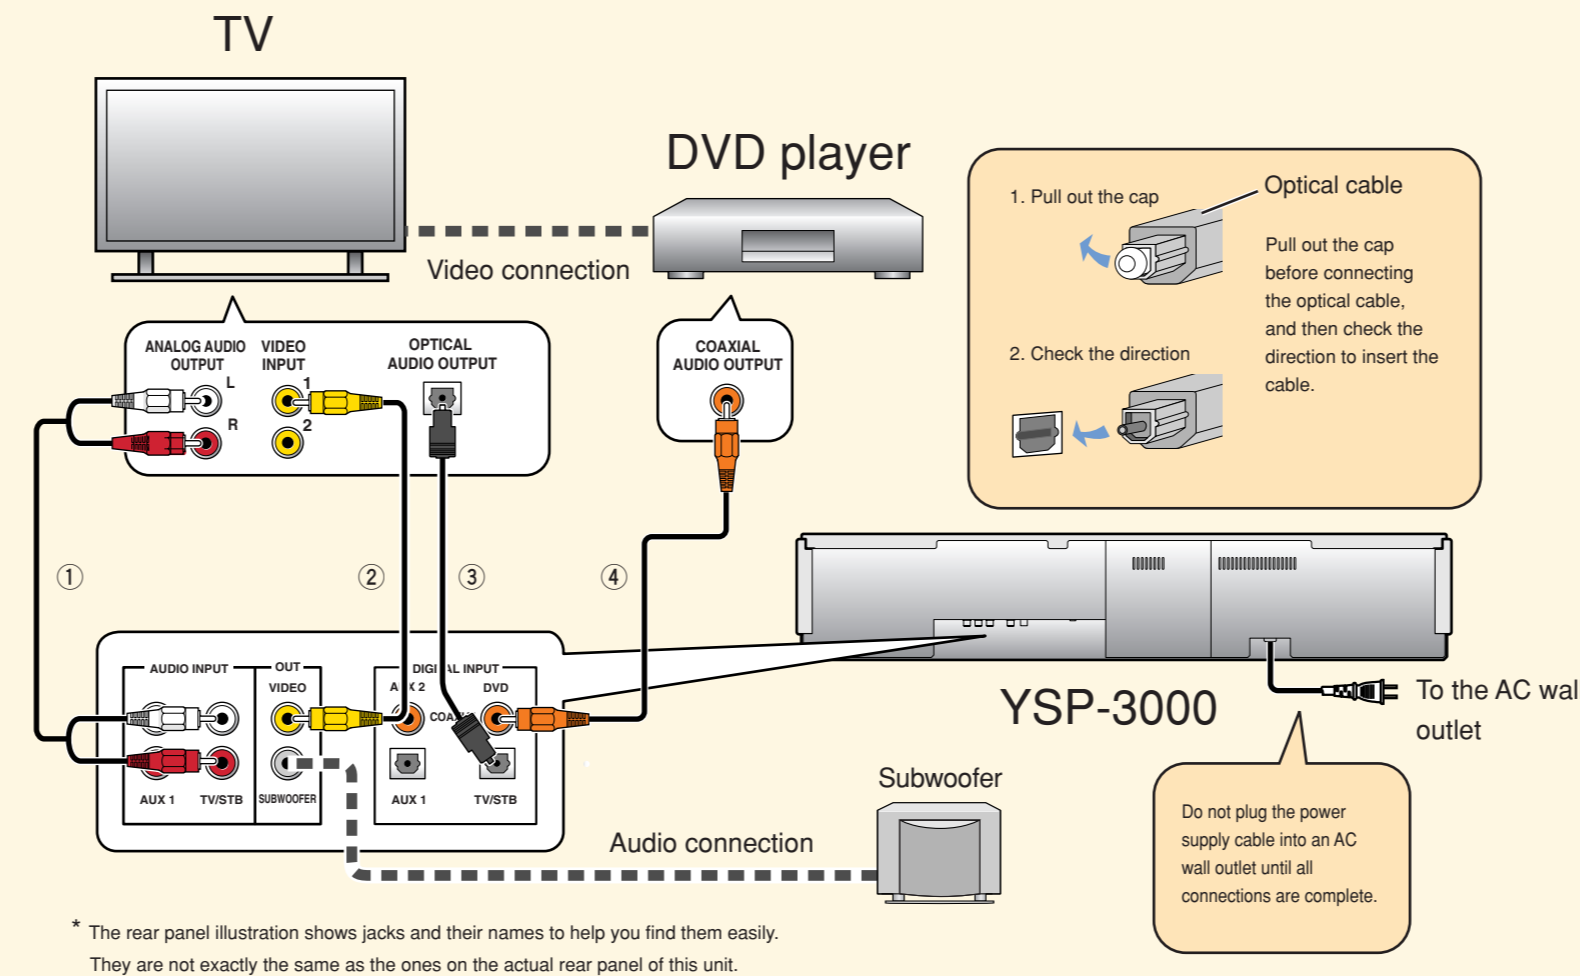 TV
DVD player
Video connection
ANALOG AUDIO
OUTPUT
L
R
VIDEO
INPUT
1
2
OPTICAL
AUDIO OUTPUT
COAXIAL
AUDIO OUTPUT
1. Pull out the cap
Optical cable
Pull out the cap
before connecting
the optical cable,
and then check the
direction to insert the
cable.
2. Check the direction
①
②
③
④
AUDIO INPUT
AUX 1
TV/STB
OUT
VIDEO
SUBWOOFER
DVD
AUX 1
TV/STB
YSP-3000
To the AC wal
outlet
Do not plug the power
supply cable into an AC
wall outlet until all
connections are complete.
Subwoofer
Audio connection
* The rear panel illustration shows jacks and their names to help you find them easily.
They are not exactly the same as the ones on the actual rear panel of this unit.